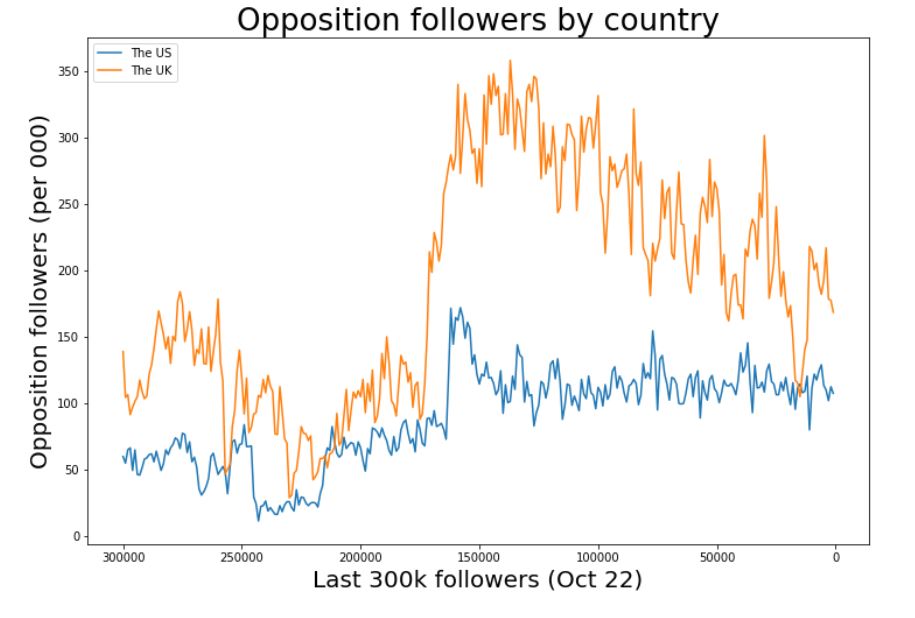 Opposition followers by country
The US
The UK
350
300
250
200
150
100
50
0
Opposition followers (per 000)
300000 250000 200000 150000 100000 50000 0
Last 300k followers (Oct 22)